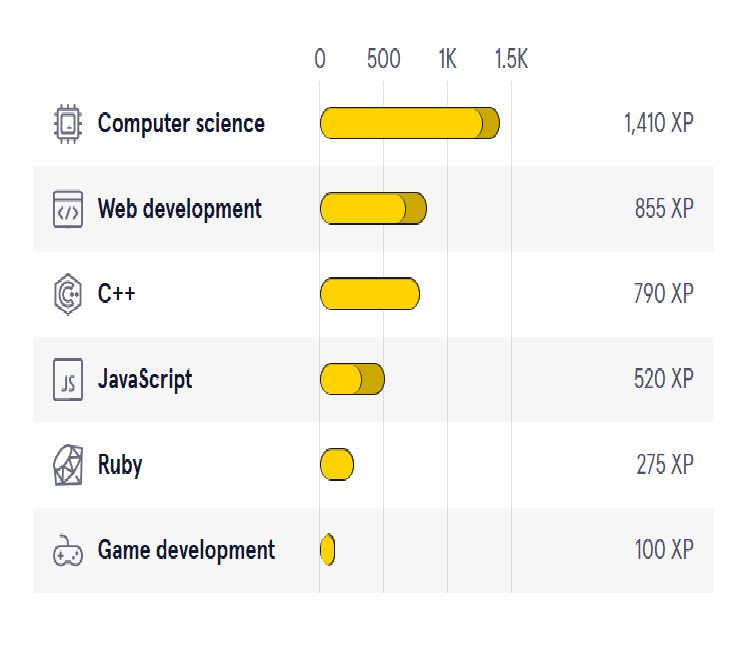 0 500 1K 1.5K
Computer science 1,410 XP
</> Web development 855 XP
C++ C++ 790 XP
JS JavaScript 520 XP
Ruby 275 XP
Game development 100 XP